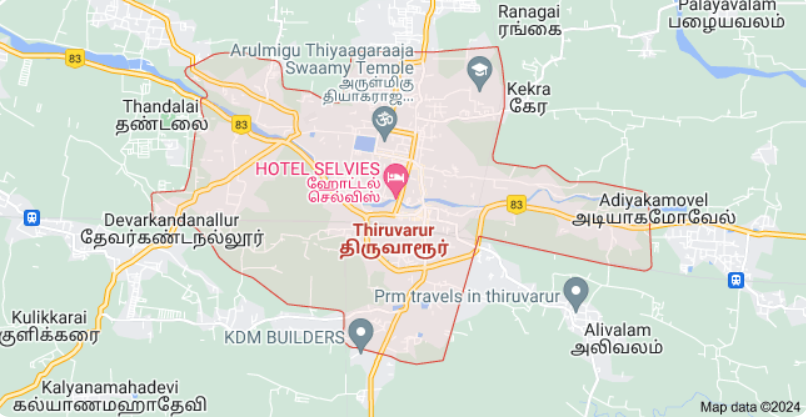 Palayavalam
பழையவலம்
Ranagai
ரங்கை
Arulmigu Thiyaagaraaja
Swaamy Temple
அருள்மிகு
தியாகராஜ...
83
Kekra
கேர
Thandalai
தண்டலை
83
HOTEL SELVIES
ஹோட்டல்
செல்விஸ்
83
Adiyakamovel
அடியாகமோவேல்
Devarkandanallur
தேவர்கண்டநல்லூர்
Thiruvarur
திருவாரூர்
Prm travels in thiruvarur
Kulikkarai
குளிக்கரை
KDM BUILDERS
Alivalam
அலிவலம்
Kalyanamahadevi
கல்யாணமஹாதேவி
Map data ©2024